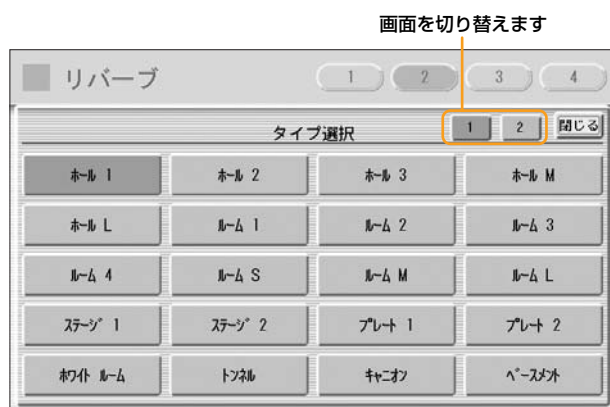 画面を切り替えます
リバーブ 1 2 3 4
タイプ選択 1 2 閉じる
ホール 1 ホール 2 ホール 3 ホール M
ホール L ルーム 1 ルーム 2 ルーム 3
ルーム 4 ルーム S ルーム M ルーム L
ステージ 1 ステージ 2 プレート 1 プレート 2
ホワイト ルーム トンネル キャニオン ベースメント